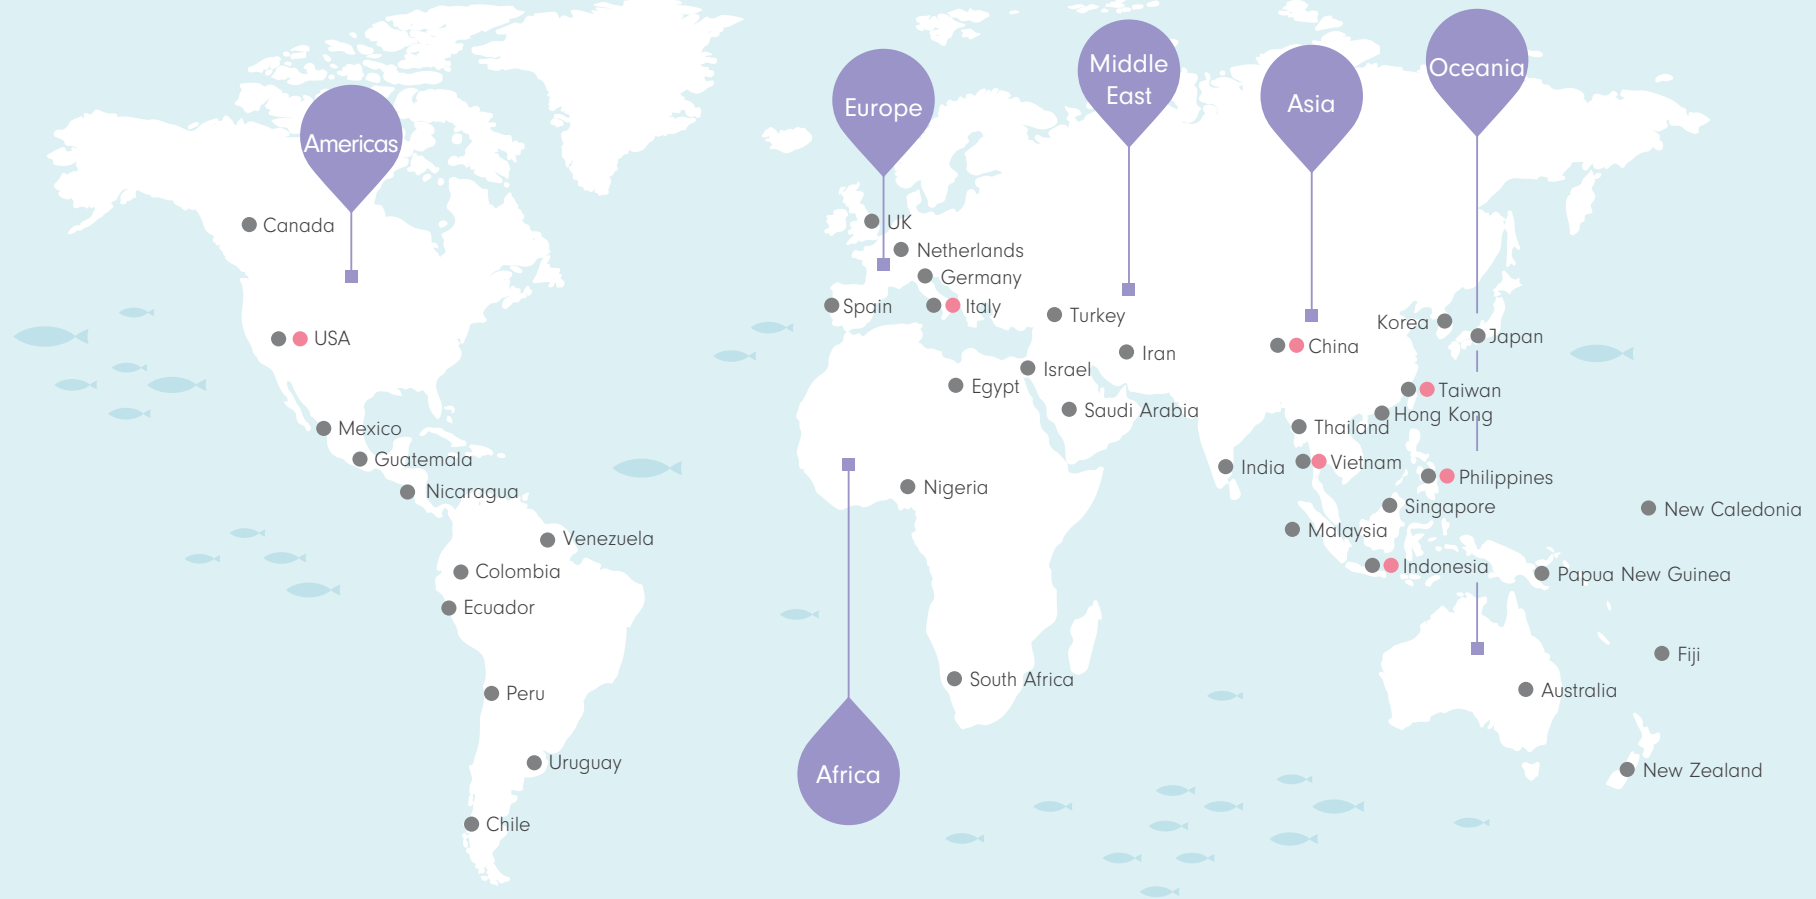 Americas
Canada
USA
Mexico
Guatemala
Nicaragua
Venezuela
Colombia
Ecuador
Peru
Uruguay
Chile
Europe
UK
Netherlands
Germany
Spain
Italy
Africa
Egypt
Nigeria
South Africa
Middle
East
Turkey
Iran
Israel
Saudi Arabia
Asia
Korea
Japan
China
Taiwan
Hong Kong
Thailand
India
Vietnam
Philippines
Singapore
Malaysia
Indonesia
Oceania
New Caledonia
Papua New Guinea
Fiji
Australia
New Zealand